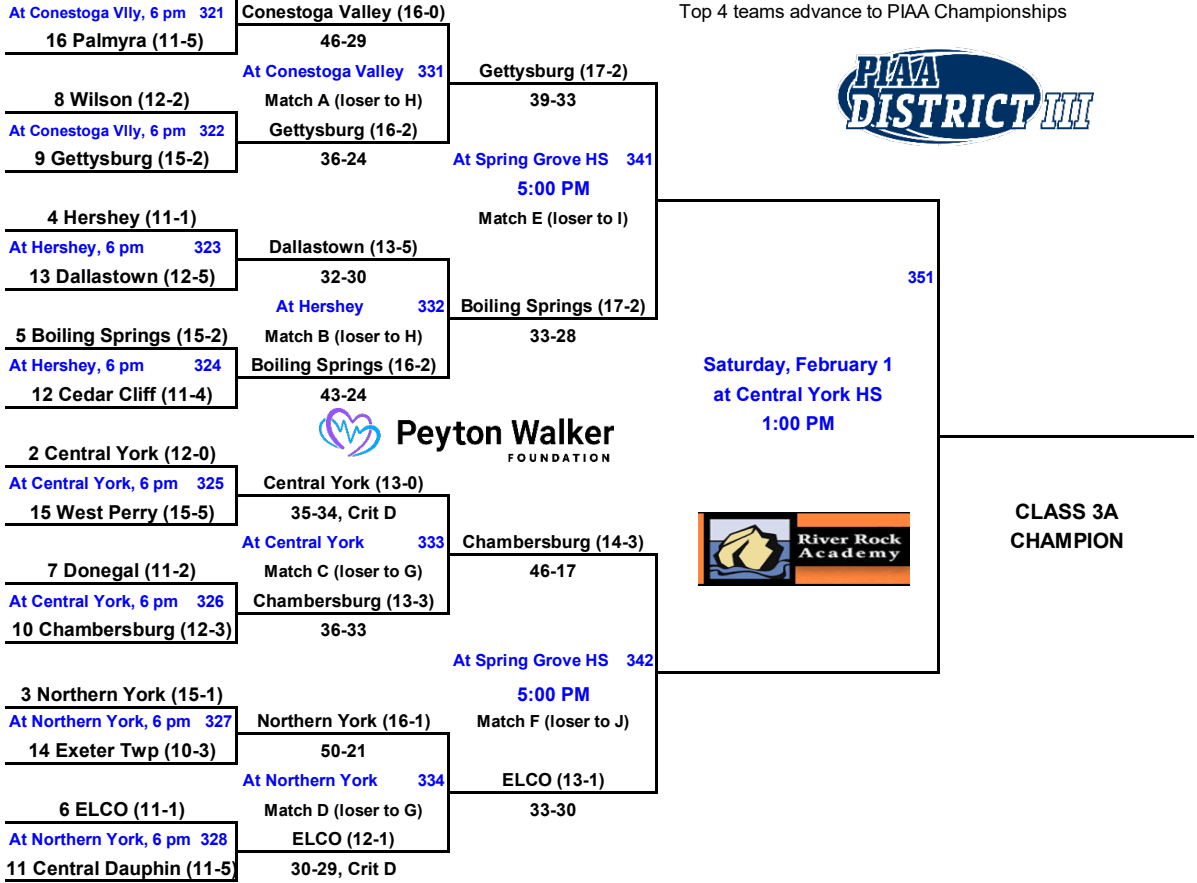 At Conestoga Vlly, 6 pm 321
Conestoga Valley (16-0)
Top 4 teams advance to PIAA Championships
16 Palmyra (11-5)
46-29
At Conestoga Valley 331
Gettysburg (17-2)
PIAA
DISTRICT III
8 Wilson (12-2)
Match A (loser to H)
39-33
At Conestoga Vlly, 6 pm 322
Gettysburg (16-2)
9 Gettysburg (15-2)
36-24
At Spring Grove HS 341
5:00 PM
4 Hershey (11-1)
Match E (loser to I)
At Hershey, 6 pm 323
Dallastown (13-5)
13 Dallastown (12-5)
32-30
351
At Hershey 332
Boiling Springs (17-2)
5 Boiling Springs (15-2)
Match B (loser to H)
33-28
At Hershey, 6 pm 324
Boiling Springs (16-2)
Saturday, February 1
12 Cedar Cliff (11-4)
43-24
at Central York HS
1:00 PM
Peyton Walker
FOUNDATION
2 Central York (12-0)
At Central York, 6 pm 325
Central York (13-0)
15 West Perry (15-5)
35-34, Crit D
CLASS 3A
CHAMPION
At Central York 333
Chambersburg (14-3)
River Rock
Academy
7 Donegal (11-2)
Match C (loser to G)
46-17
At Central York, 6 pm 326
Chambersburg (13-3)
10 Chambersburg (12-3)
36-33
At Spring Grove HS 342
3 Northern York (15-1)
5:00 PM
At Northern York, 6 pm 327
Northern York (16-1)
Match F (loser to J)
14 Exeter Twp (10-3)
50-21
At Northern York 334
ELCO (13-1)
6 ELCO (11-1)
Match D (loser to G)
33-30
At Northern York, 6 pm 328
ELCO (12-1)
11 Central Dauphin (11-5)
30-29, Crit D